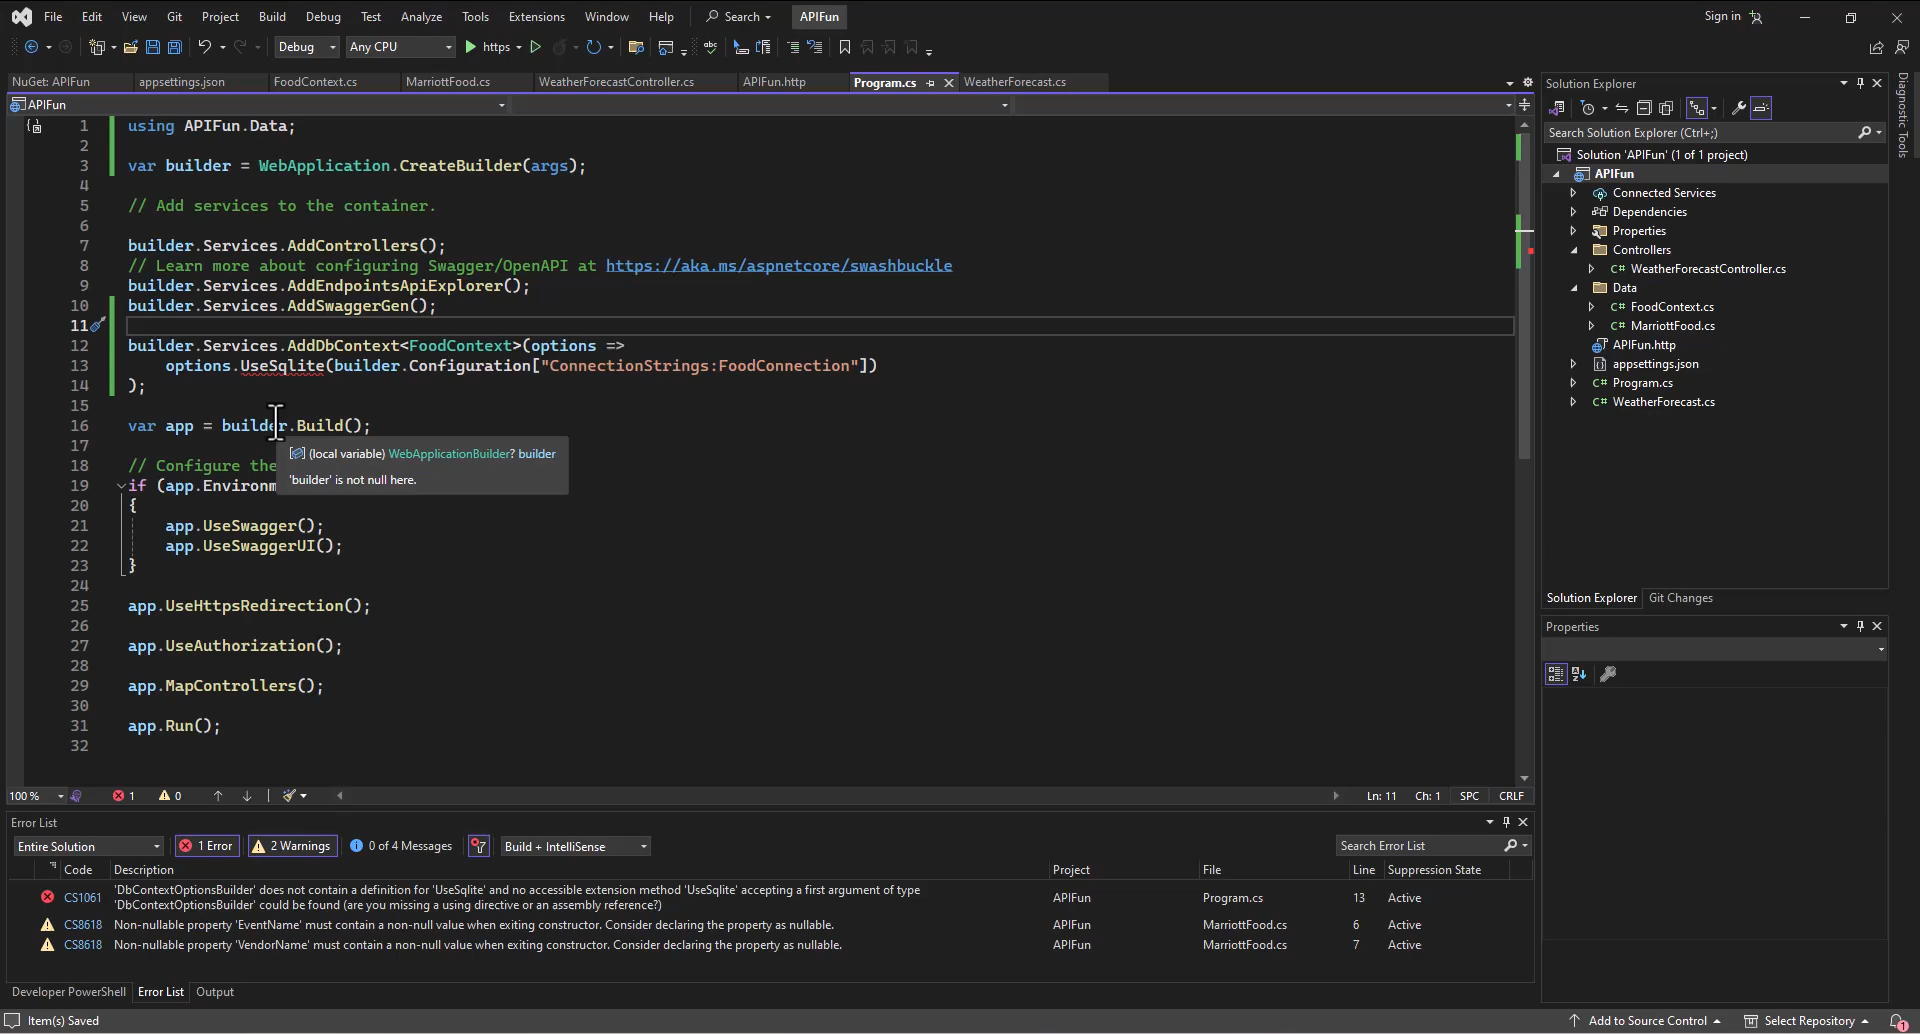 File Edit View Git Project Build Debug Test Analyze Tools Extensions Window Help Search APIFun Sign in
Debug Any CPU https
NuGet: APIFun appsettings.json FoodContext.cs MarriottFood.cs WeatherForecastController.cs APIFun.http Program.cs WeatherForecast.cs
APIFun
1 using APIFun.Data;
2
3 var builder = WebApplication.CreateBuilder(args);
4
5 // Add services to the container.
6
7 builder.Services.AddControllers();
8 // Learn more about configuring Swagger/OpenAPI at https://aka.ms/aspnetcore/swashbuckle
9 builder.Services.AddEndpointsApiExplorer();
10 builder.Services.AddSwaggerGen();
11
12 builder.Services.AddDbContext<FoodContext>(options =>
13 options.UseSqlite(builder.Configuration["ConnectionStrings:FoodConnection"])
14 );
15
16 var app = builder.Build();
17
(local variable) WebApplicationBuilder? builder
18 // Configure the
'builder' is not null here.
19 if (app.Environm
20 {
21 app.UseSwagger();
22 app.UseSwaggerUI();
23 }
24
25 app.UseHttpsRedirection();
26
27 app.UseAuthorization();
28
29 app.MapControllers();
30
31 app.Run();
32
100 % 1 0 Ln: 11 Ch: 1 SPC CRLF
Error List
Entire Solution 1 Error 2 Warnings 0 of 4 Messages Build + IntelliSense Search Error List
Code Description Project File Line Suppression State
CS1061 'DbContextOptionsBuilder' does not contain a definition for 'UseSqlite' and no accessible extension method 'UseSqlite' accepting a first argument of type
'DbContextOptionsBuilder' could be found (are you missing a using directive or an assembly reference?) APIFun Program.cs 13 Active
CS8618 Non-nullable property 'EventName' must contain a non-null value when exiting constructor. Consider declaring the property as nullable. APIFun MarriottFood.cs 6 Active
CS8618 Non-nullable property 'VendorName' must contain a non-null value when exiting constructor. Consider declaring the property as nullable. APIFun MarriottFood.cs 7 Active
Developer PowerShell Error List Output
Item(s) Saved Add to Source Control Select Repository 1
Solution Explorer
Search Solution Explorer (Ctrl+;)
Solution 'APIFun' (1 of 1 project)
APIFun
Connected Services
Dependencies
Properties
Controllers
C# WeatherForecastController.cs
Data
C# FoodContext.cs
C# MarriottFood.cs
APIFun.http
appsettings.json
C# Program.cs
C# WeatherForecast.cs
Solution Explorer Git Changes
Properties
Diagnostic Tools